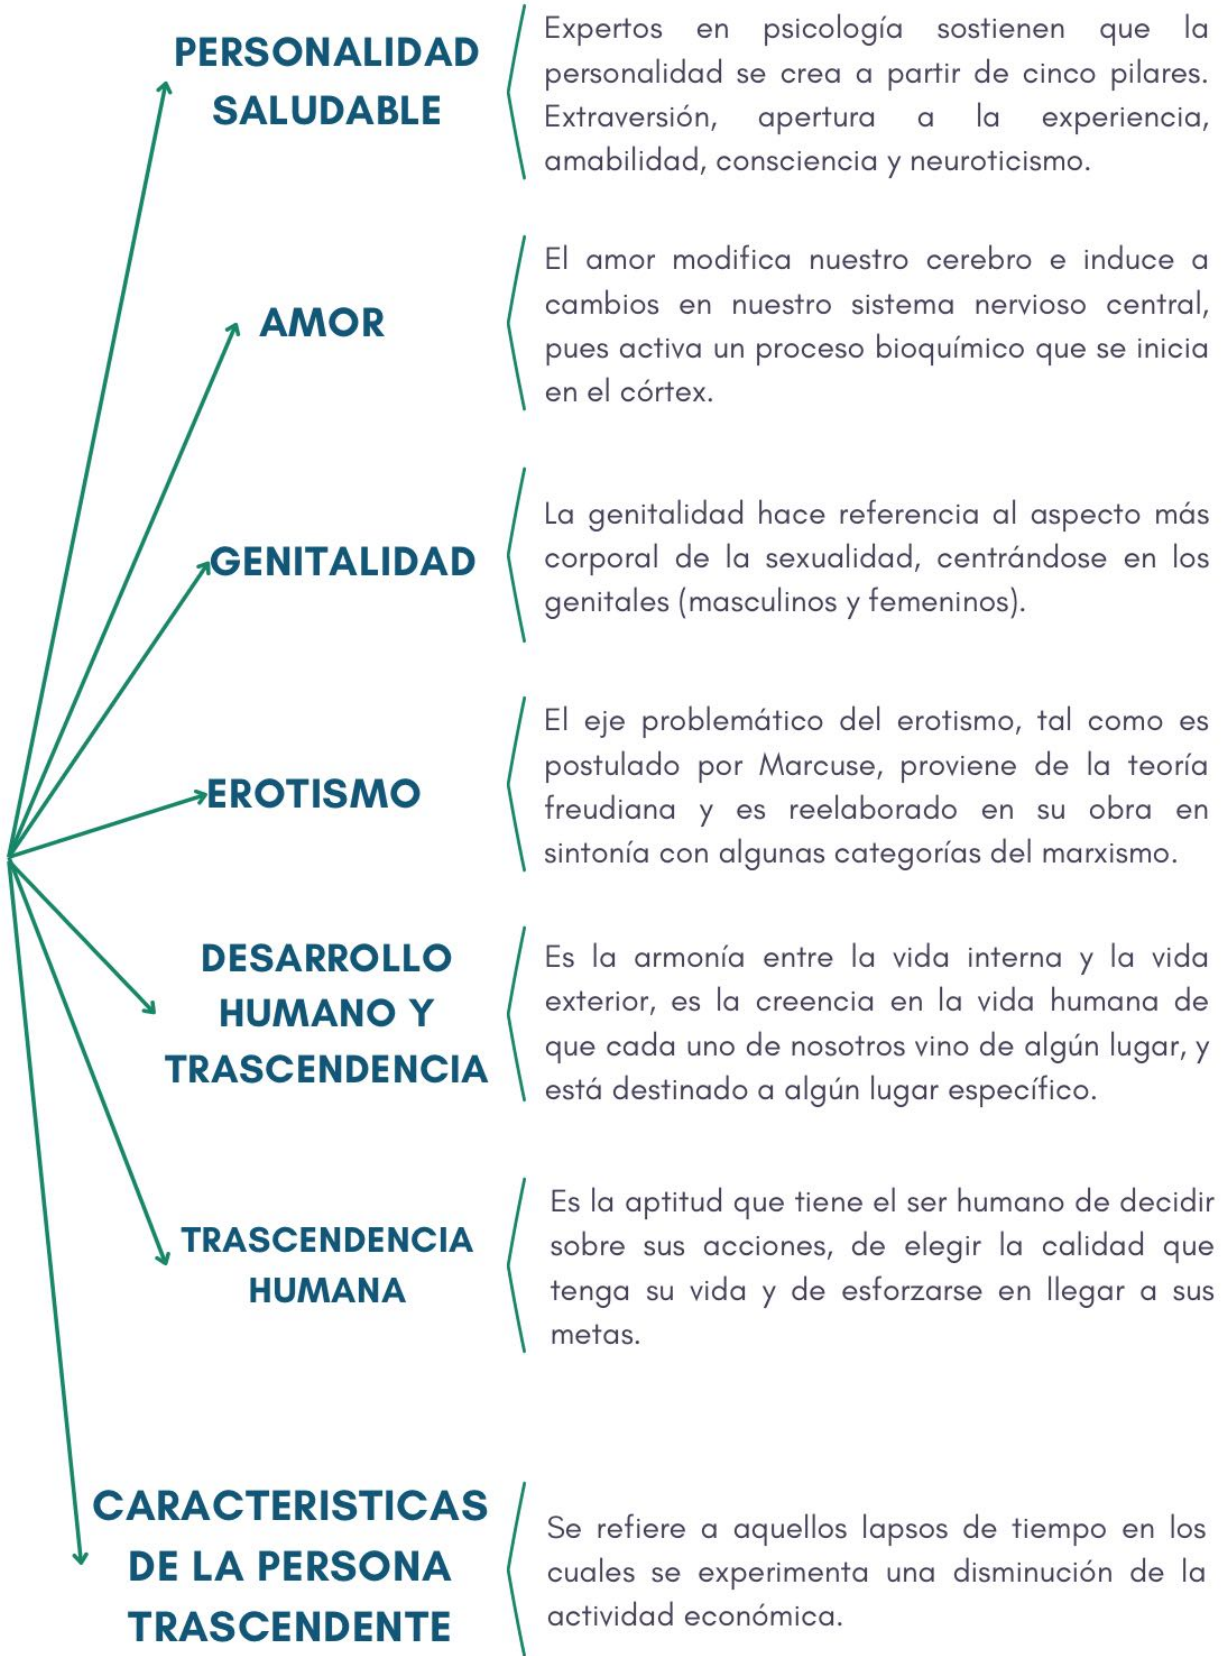 PERSONALIDAD
SALUDABLE
Expertos en psicología sostienen que la
personalidad se crea a partir de cinco pilares.
Extraversión, apertura a la experiencia,
amabilidad, consciencia y neuroticismo.
AMOR
El amor modifica nuestro cerebro e induce a
cambios en nuestro sistema nervioso central,
pues activa un proceso bioquímico que se inicia
en el córtex.
GENITALIDAD
La genitalidad hace referencia al aspecto más
corporal de la sexualidad, centrándose en los
genitales (masculinos y femeninos).
EROTISMO
El eje problemático del erotismo, tal como es
postulado por Marcuse, proviene de la teoría
freudiana y es reelaborado en su obra en
sintonía con algunas categorías del marxismo.
DESARROLLO
HUMANO Y
TRASCENDENCIA
Es la armonía entre la vida interna y la vida
exterior, es la creencia en la vida humana de
que cada uno de nosotros vino de algún lugar, y
está destinado a algún lugar específico.
TRASCENDENCIA
HUMANA
Es la aptitud que tiene el ser humano de decidir
sobre sus acciones, de elegir la calidad que
tenga su vida y de esforzarse en llegar a sus
metas.
CARACTERISTICAS
DE LA PERSONA
TRASCENDENTE
Se refiere a aquellos lapsos de tiempo en los
cuales se experimenta una disminución de la
actividad económica.